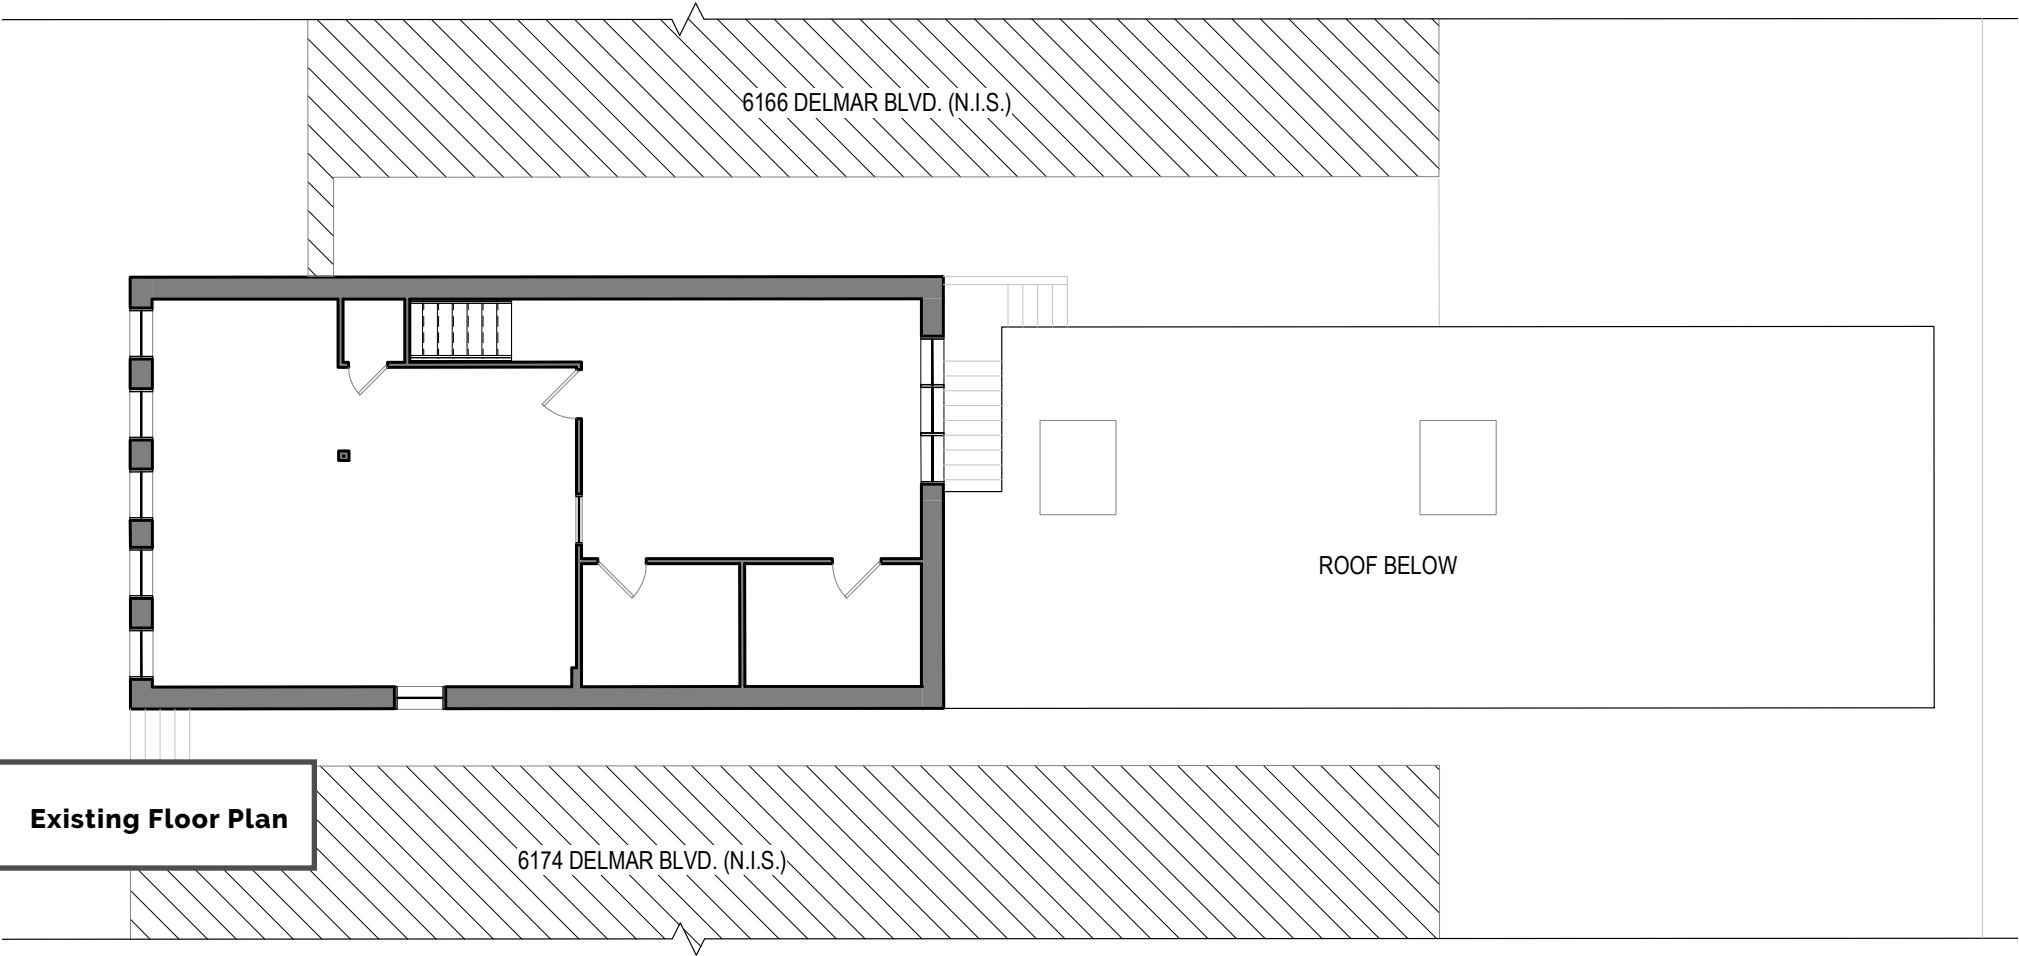 6166 DELMAR BLVD. (N.I.S.)
ROOF BELOW
Existing Floor Plan
6174 DELMAR BLVD. (N.I.S.)